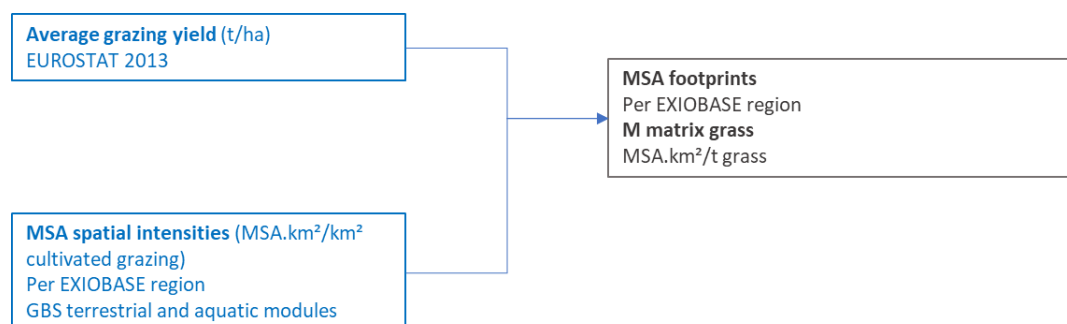 Average grazing yield (t/ha)
EUROSTAT 2013
MSA footprints
Per EXIOBASE region
M matrix grass
MSA.km²/t grass
MSA spatial intensities (MSA.km²/km²
cultivated grazing)
Per EXIOBASE region
GBS terrestrial and aquatic modules